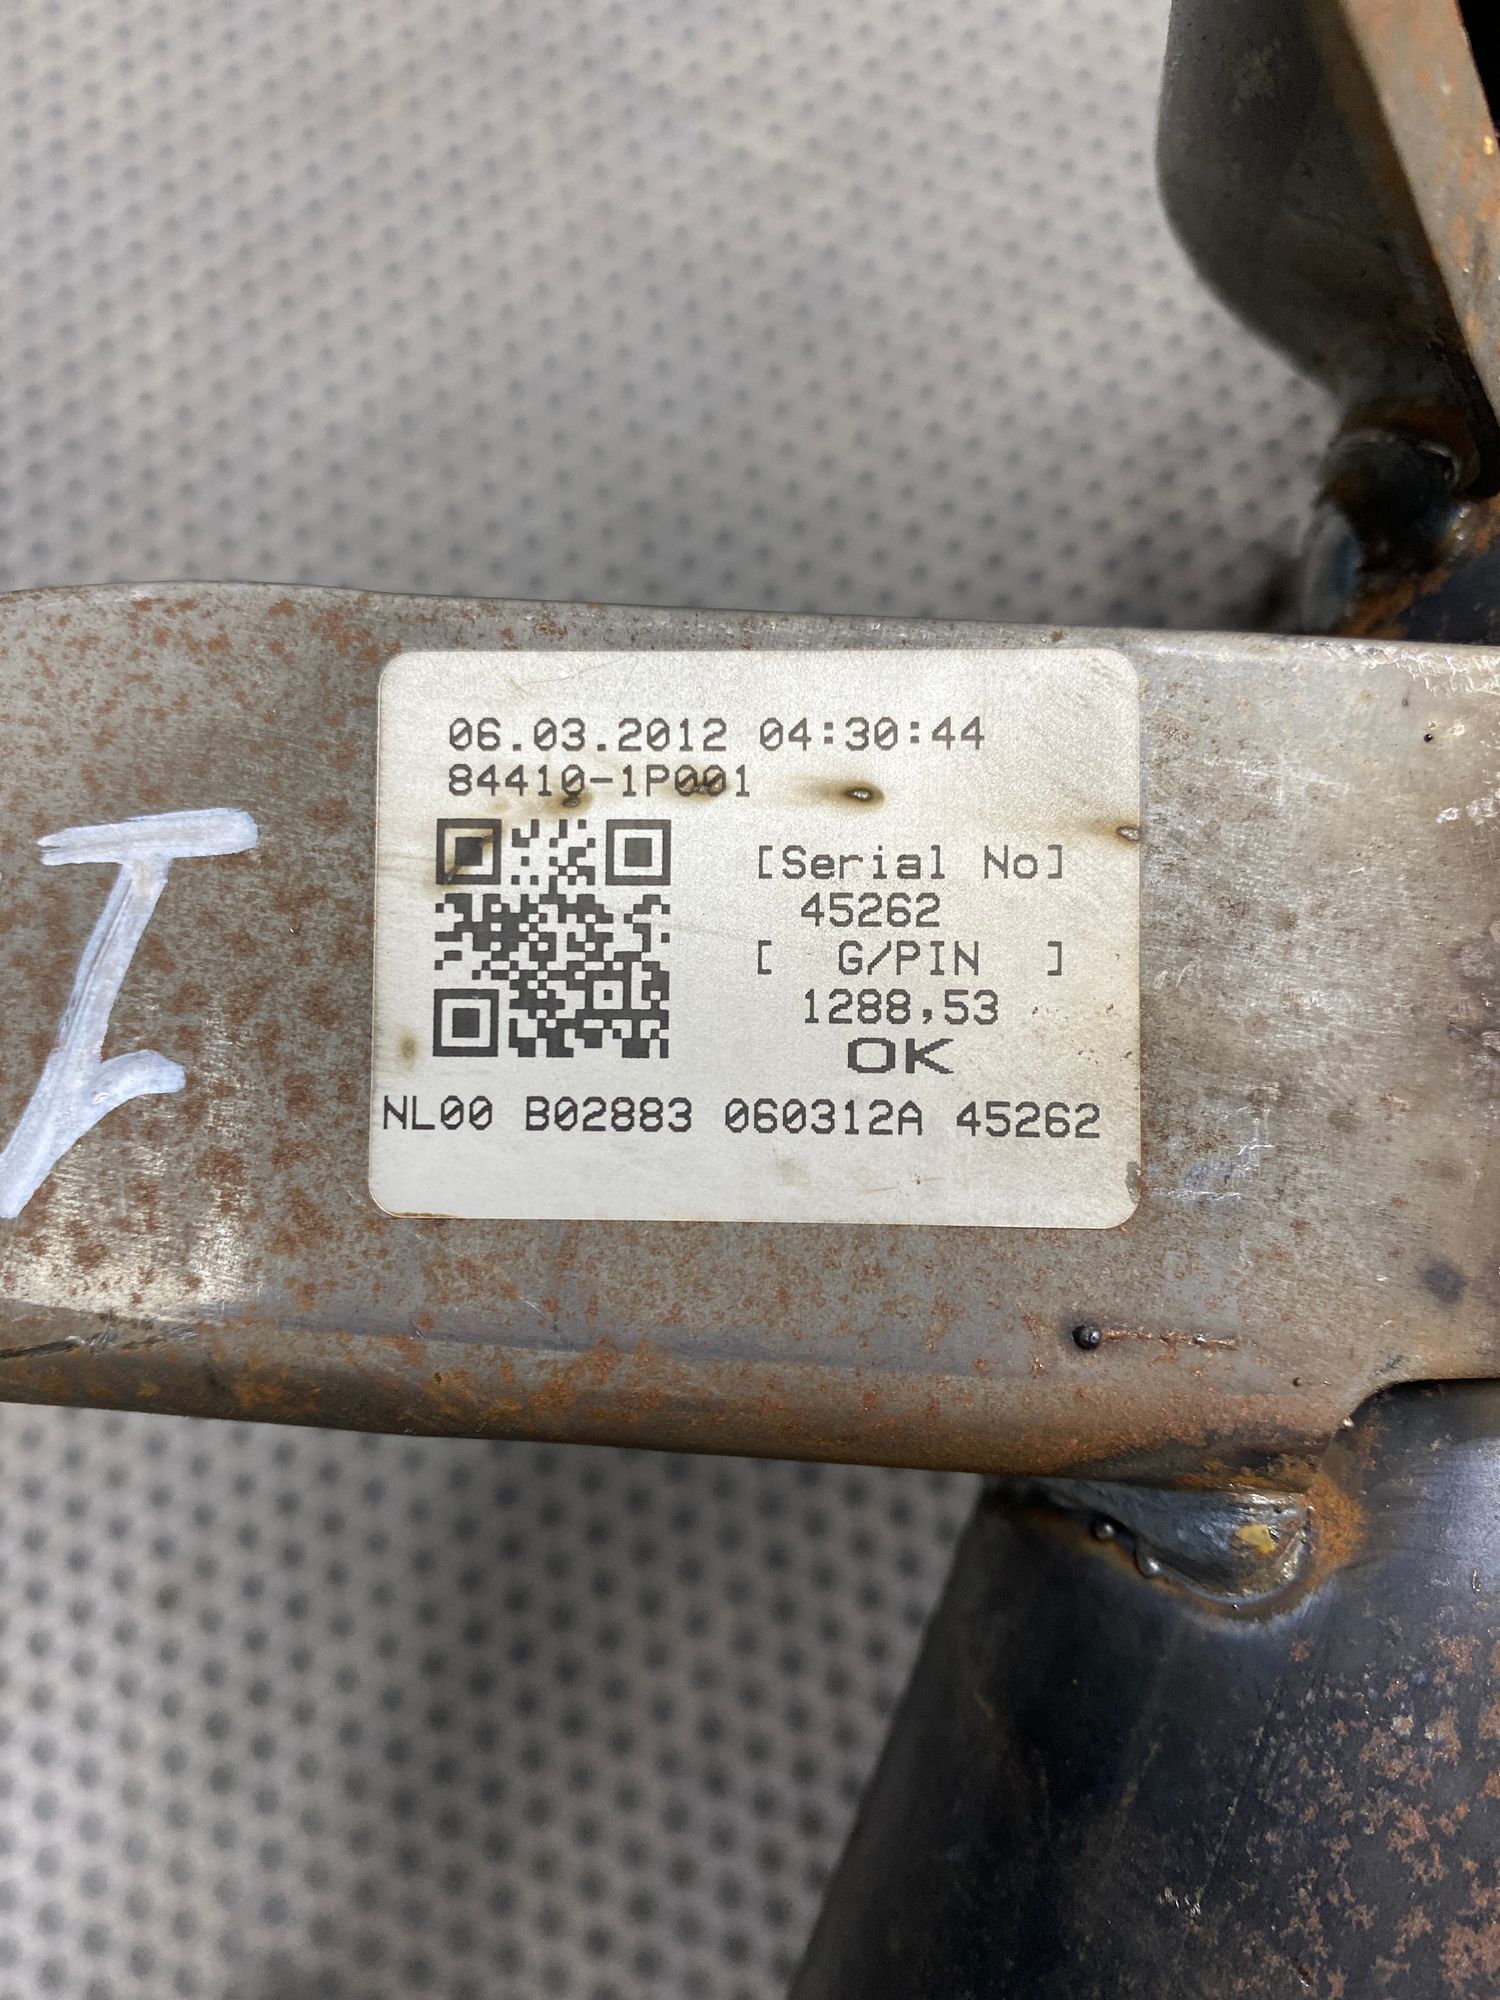 06.03.2012 04:30:44
84410-1P001
[Serial No]
45262
[ G/PIN ]
1288,53
OK
NL00 B02883 060312A 45262